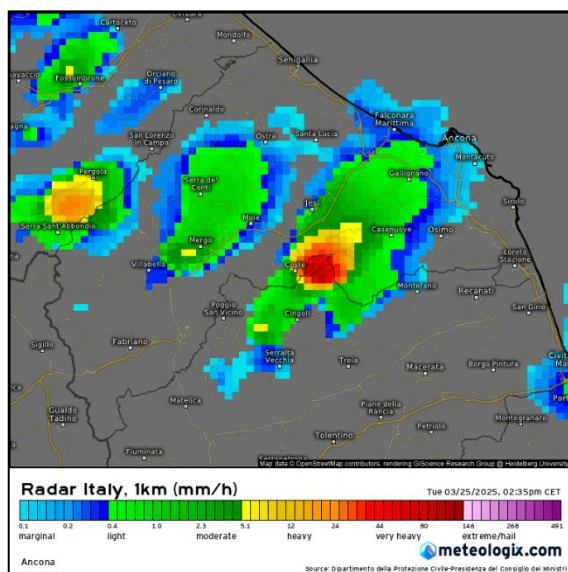 Cartoceto
Mondolfo
Senigallia
Fossombrone
Orciano
di Pesaro
Corinaldo
San Lorenzo
in Campo
Ostra
Santa Lucia
Falconara
Marittima
Ancona
Montacuto
Pergola
Serra de'
Conti
Gallignano
Jesi
Sirolo
Serra Sant'Abbondio
Moie
Casenuove
Osimo
Mergo
Villabella
Coste
Loreto
Stazione
Montefano
Recanati
Poggio
San Vicino
Cingoli
San Girio
Sigillo
Fabriano
Serralta
Vecchia
Treia
Macerata
Borgo Pintura
Matelica
Piane della
Rancia
Gualdo
Tadino
Montegranaro
Petriolo
Tolentino
Fiuminata
Map data © OpenStreetMap contributors, rendering GIScience Research Group @ Heidelberg University
Radar Italy, 1km (mm/h)
Tue 03/25/2025, 02:35pm CET
0.1 0.2 0.4 1.0 2.3 5.1 12 24 44 80 146 268 491
marginal light moderate heavy very heavy extreme/hail
Ancona
meteologix.com
Source: Dipartimento della Protezione Civile-Presidenza del Consiglio dei Ministri